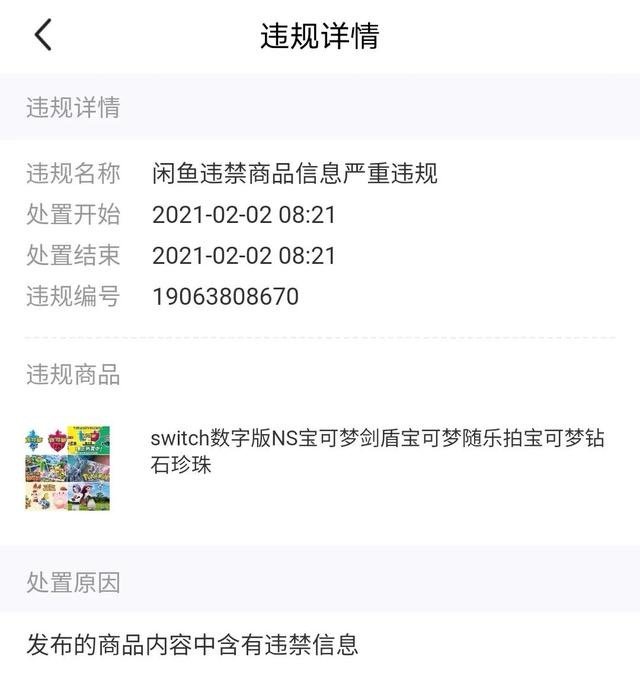 违规详情
违规详情
违规名称 闲鱼违禁商品信息严重违规
处置开始 2021-02-02 08:21
处置结束 2021-02-02 08:21
违规编号 19063808670
违规商品
switch数字版NS宝可梦剑盾宝可梦随乐拍宝可梦钻
石珍珠
处置原因
发布的商品内容中含有违禁信息